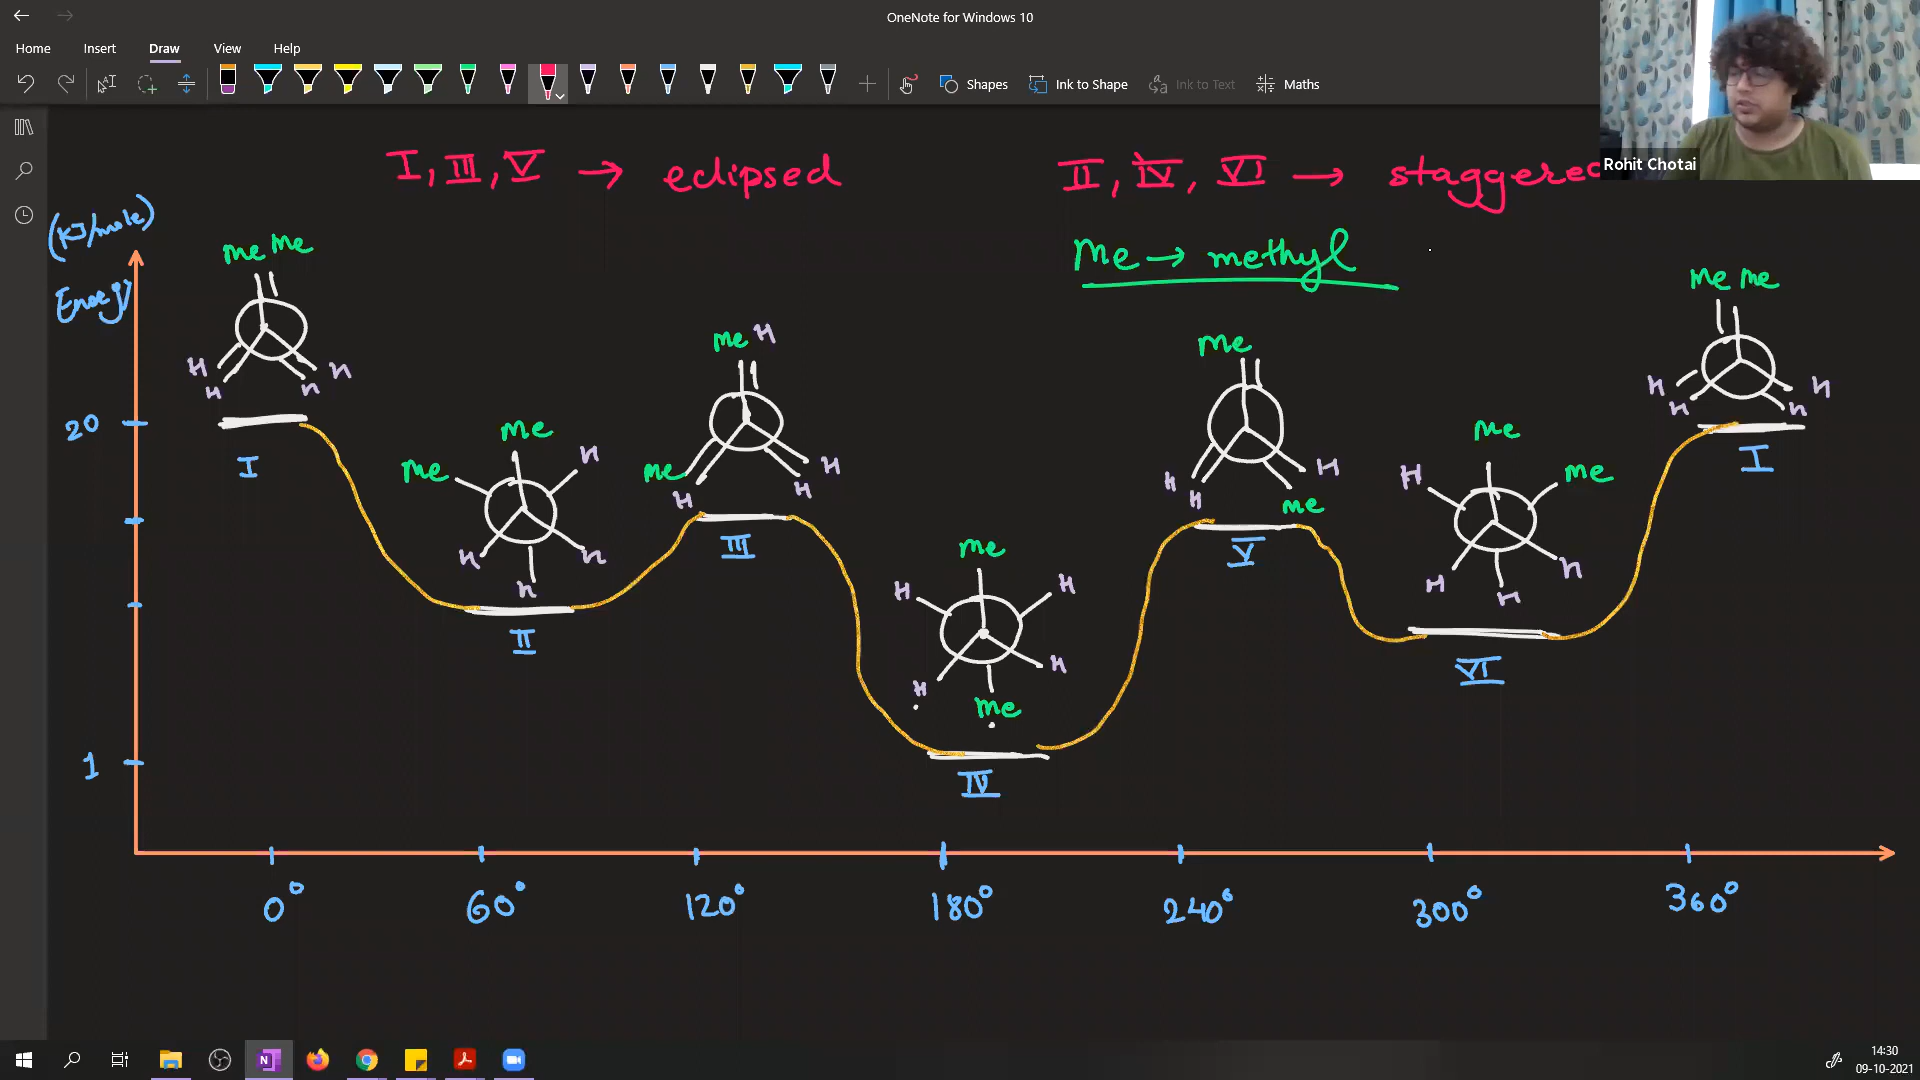 OneNote for Windows 10
Home Insert Draw View Help
Shapes Ink to Shape Ink to Text Maths
Rohit Chotai
I, III, V → eclipsed
II, IV, VI → staggered
Me → methyl
(KJ/mole)
Energy
Me Me
H H H H
I
Me
Me H
H H
H
II
Me H
Me H
H H
III
Me
H H
H H
Me
IV
Me
H H H
Me
V
Me
H Me
H H
H
VI
Me Me
H H
H H
I
20
1
0° 60° 120° 180° 240° 300° 360°
14:30
09-10-2021